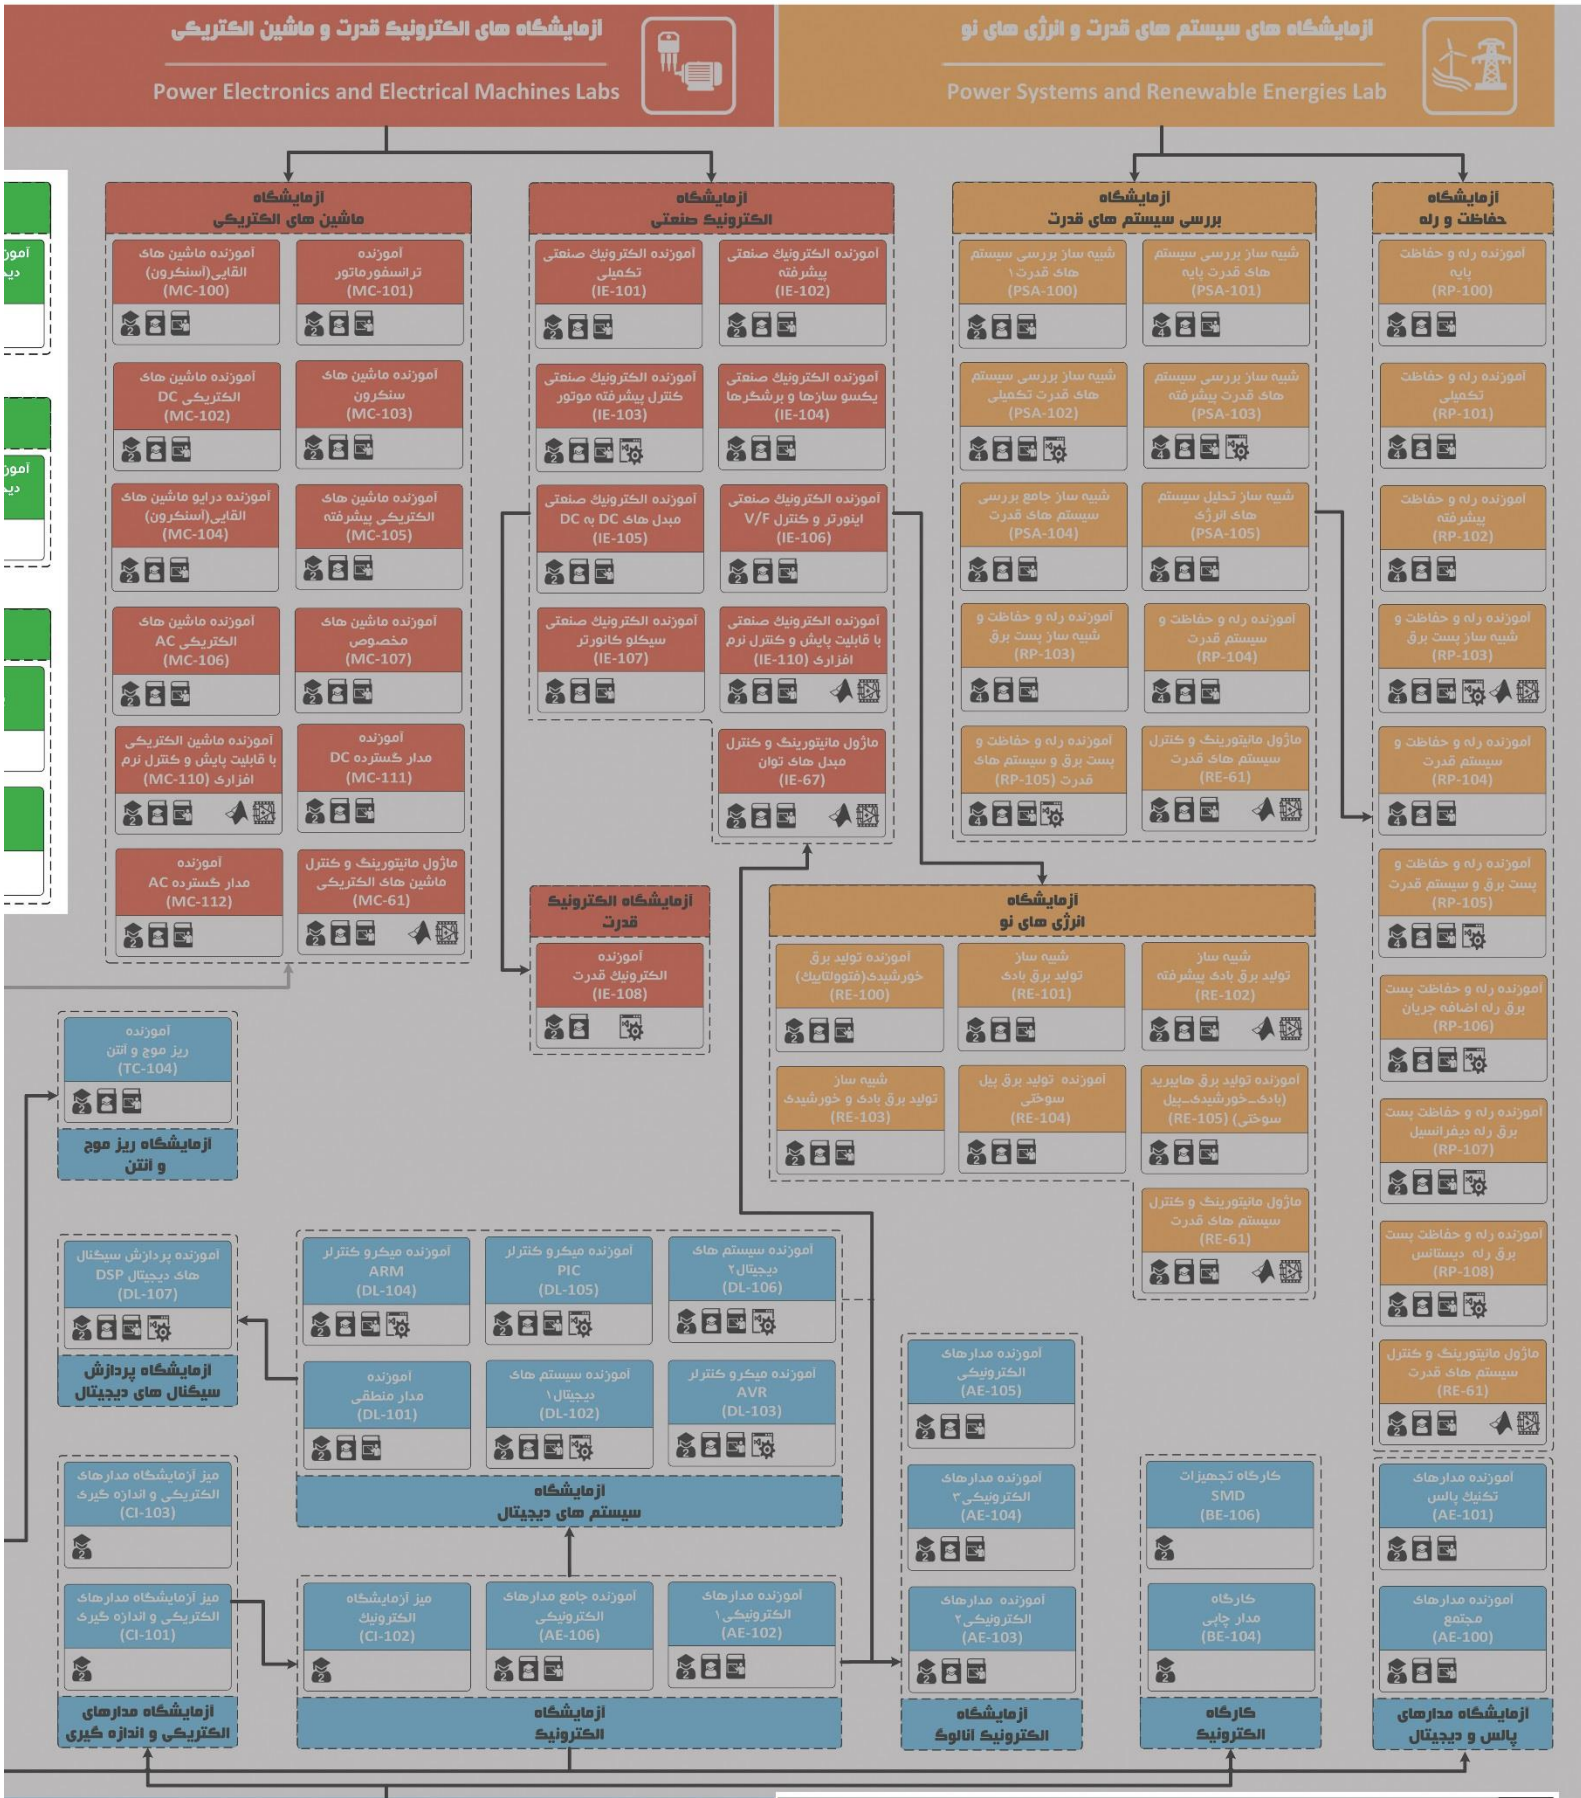 آزمایشگاه های سیستم های قدرت و انرژی های نو
Power Systems and Renewable Energies Lab
آزمایشگاه های الکترونیک قدرت و ماشین الکتریکی
Power Electronics and Electrical Machines Labs
آزمایشگاه
حفاظت و رله
آموزنده رله و حفاظت
پایه
(RP-100)
آموزنده رله و حفاظت
تکمیلی
(RP-101)
آموزنده رله و حفاظت
پیشرفته
(RP-102)
آموزنده رله و حفاظت و
شبیه ساز پست برق
(RP-103)
آموزنده رله و حفاظت و
سیستم قدرت
(RP-104)
آموزنده رله و حفاظت و
پست برق و سیستم قدرت
(RP-105)
آموزنده رله و حفاظت پست
برق رله اضافه جریان
(RP-106)
آموزنده رله و حفاظت پست
برق رله دیفرانسیل
(RP-107)
آموزنده رله و حفاظت پست
برق رله دیستانس
(RP-108)
ماژول مانیتورینگ و کنترل
سیستم های قدرت
(RE-61)
آزمایشگاه
بررسی سیستم های قدرت
شبیه ساز بررسی سیستم
های قدرت پایه
(PSA-101)
شبیه ساز بررسی سیستم
های قدرت ۱
(PSA-100)
شبیه ساز بررسی سیستم
های قدرت پیشرفته
(PSA-103)
شبیه ساز بررسی سیستم
های قدرت تکمیلی
(PSA-102)
شبیه ساز تحلیل سیستم
های انرژی
(PSA-105)
شبیه ساز جامع بررسی
سیستم های قدرت
(PSA-104)
آموزنده رله و حفاظت و
سیستم قدرت
(RP-104)
آموزنده رله و حفاظت و
شبیه ساز پست برق
(RP-103)
ماژول مانیتورینگ و کنترل
سیستم های قدرت
(RE-61)
آموزنده رله و حفاظت و
پست برق و سیستم های
قدرت (RP-105)
آزمایشگاه
الکترونیک صنعتی
آموزنده الکترونیک صنعتی
پیشرفته
(IE-102)
آموزنده الکترونیک صنعتی
تکمیلی
(IE-101)
آموزنده الکترونیک صنعتی
یکسو سازها و برشگرها
(IE-104)
آموزنده الکترونیک صنعتی
کنترل پیشرفته موتور
(IE-103)
آموزنده الکترونیک صنعتی
اینورتر و کنترل V/F
(IE-106)
آموزنده الکترونیک صنعتی
مبدل های DC به DC
(IE-105)
آموزنده الکترونیک صنعتی
با قابلیت پایش و کنترل نرم
افزاری (IE-110)
آموزنده الکترونیک صنعتی
سیکلو کانورتر
(IE-107)
ماژول مانیتورینگ و کنترل
مبدل های توان
(IE-67)
آزمایشگاه
ماشین های الکتریکی
آموزنده
ترانسفورماتور
(MC-101)
آموزنده ماشین های
القایی(آسنکرون)
(MC-100)
آموزنده ماشین های
سنکرون
(MC-103)
آموزنده ماشین های
الکتریکی DC
(MC-102)
آموزنده ماشین های
الکتریکی پیشرفته
(MC-105)
آموزنده درایو ماشین های
القایی(آسنکرون)
(MC-104)
آموزنده ماشین های
مخصوص
(MC-107)
آموزنده ماشین های
الکتریکی AC
(MC-106)
آموزنده
مدار گسترده DC
(MC-111)
آموزنده ماشین الکتریکی
با قابلیت پایش و کنترل نرم
افزاری (MC-110)
ماژول مانیتورینگ و کنترل
ماشین های الکتریکی
(MC-61)
آموزنده
مدار گسترده AC
(MC-112)
آزمایشگاه
انرژی های نو
شبیه ساز
تولید برق بادی پیشرفته
(RE-102)
شبیه ساز
تولید برق بادی
(RE-101)
آموزنده تولید برق
خورشیدی(فتوولتاییک)
(RE-100)
آموزنده تولید برق هایبرید
(بادی_خورشیدی_پیل
سوختی) (RE-105)
آموزنده تولید برق پیل
سوختی
(RE-104)
شبیه ساز
تولید برق بادی و خورشیدی
(RE-103)
ماژول مانیتورینگ و کنترل
سیستم های قدرت
(RE-61)
آزمایشگاه الکترونیک
قدرت
آموزنده
الکترونیک قدرت
(IE-108)
آموزنده
ریز موج و آنتن
(TC-104)
آزمایشگاه ریز موج
و آنتن
آموزنده سیستم های
دیجیتال۲
(DL-106)
آموزنده میکرو کنترلر
PIC
(DL-105)
آموزنده میکرو کنترلر
ARM
(DL-104)
آموزنده میکرو کنترلر
AVR
(DL-103)
آموزنده سیستم های
دیجیتال۱
(DL-102)
آموزنده
مدار منطقی
(DL-101)
آزمایشگاه
سیستم های دیجیتال
آموزنده پردازش سیگنال
های دیجیتال DSP
(DL-107)
آزمایشگاه پردازش
سیگنال های دیجیتال
آموزنده مدارهای
تکنیک پالس
(AE-101)
آموزنده مدارهای
مجتمع
(AE-100)
آزمایشگاه مدارهای
پالس و دیجیتال
کارگاه تجهیزات
SMD
(BE-106)
کارگاه
مدار چاپی
(BE-104)
کارگاه
الکترونیک
آموزنده مدارهای
الکترونیکی
(AE-105)
آموزنده مدارهای
الکترونیکی۳
(AE-104)
آموزنده مدارهای
الکترونیکی۲
(AE-103)
آزمایشگاه
الکترونیک آنالوگ
آموزنده مدارهای
الکترونیکی۱
(AE-102)
آموزنده جامع مدارهای
الکترونیکی
(AE-106)
میز آزمایشگاه
الکترونیک
(CI-102)
آزمایشگاه
الکترونیک
میز آزمایشگاه مدارهای
الکتریکی و اندازه گیری
(CI-103)
میز آزمایشگاه مدارهای
الکتریکی و اندازه گیری
(CI-101)
آزمایشگاه مدارهای
الکتریکی و اندازه گیری